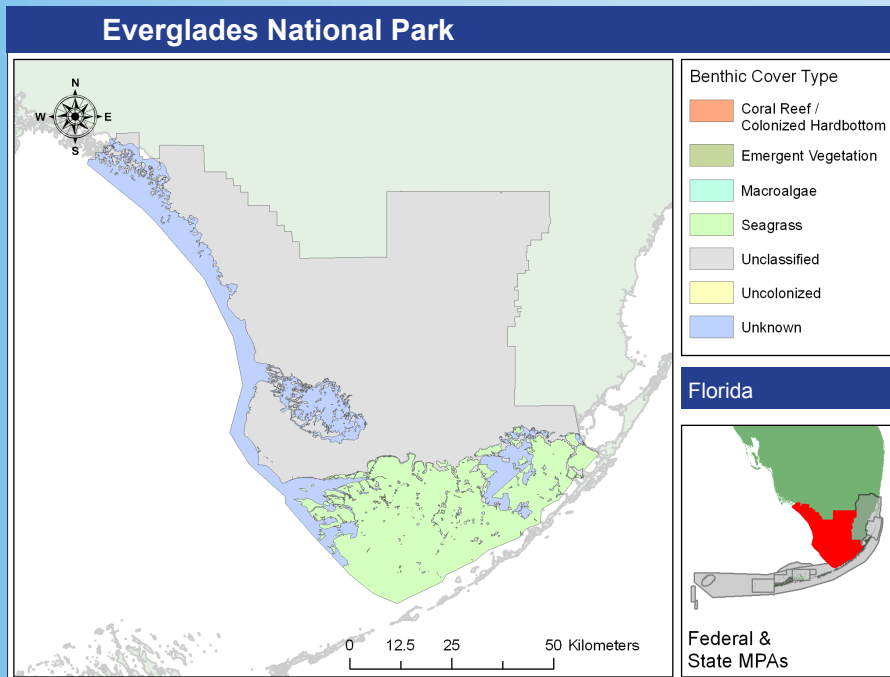 Everglades National Park
N
W E
S
0 12.5 25 50 Kilometers
Benthic Cover Type
Coral Reef /
Colonized Hardbottom
Emergent Vegetation
Macroalgae
Seagrass
Unclassified
Uncolonized
Unknown
Florida
Federal &
State MPAs